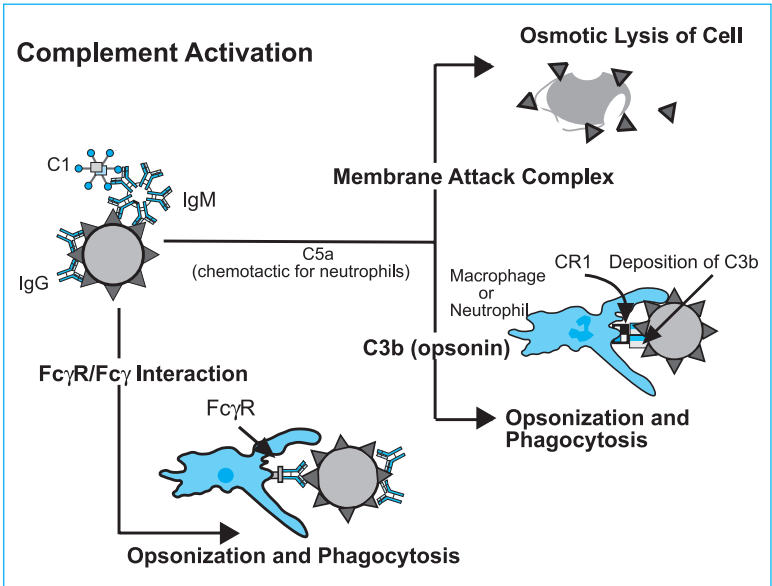 Complement Activation
Osmotic Lysis of Cell
C1
IgM
Membrane Attack Complex
IgG
C5a
(chemotactic for neutrophils)
Macrophage
or
Neutrophil
CR1
Deposition of C3b
C3b (opsonin)
FcγR/Fcγ Interaction
FcγR
Opsonization and
Phagocytosis
Opsonization and Phagocytosis